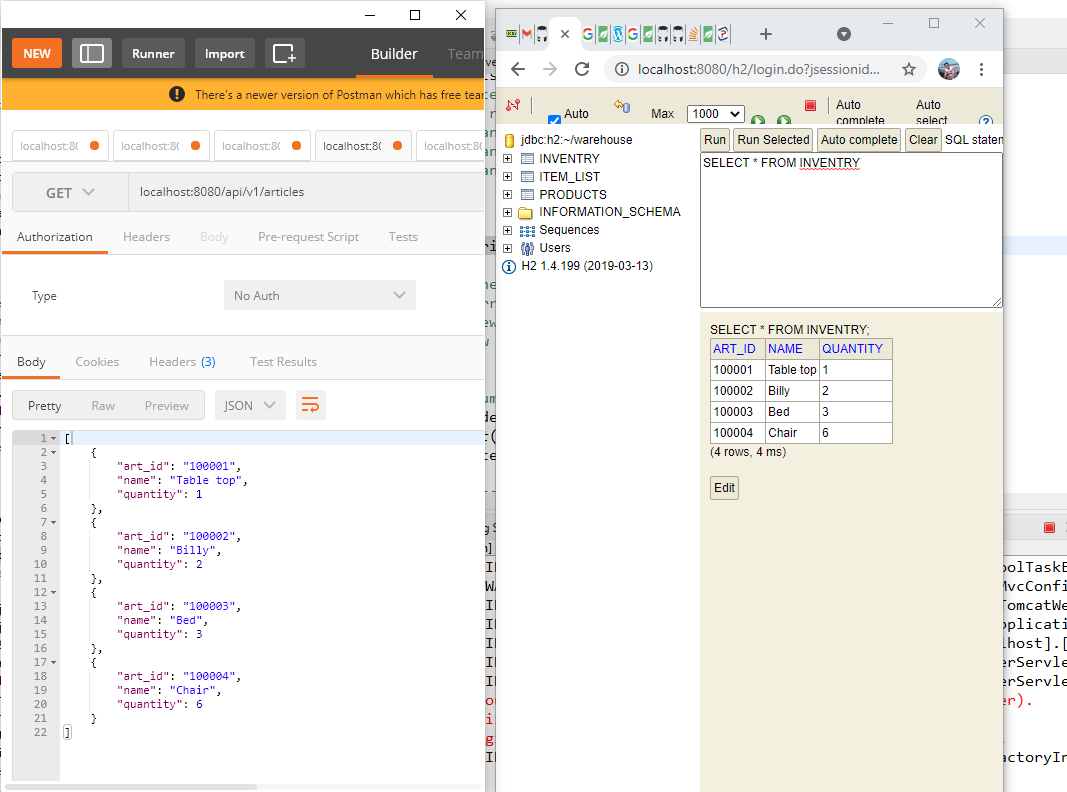 NEW
Runner
Import
Builder
Team
There's a newer version of Postman which has free tear
localhost:80
localhost:80
localhost:80
localhost:80
localhost:80
GET
localhost:8080/api/v1/articles
Authorization
Headers
Body
Pre-request Script
Tests
Type
No Auth
Body
Cookies
Headers (3)
Test Results
Pretty
Raw
Preview
JSON
1 [
2 {
3 "art_id": "100001",
4 "name": "Table top",
5 "quantity": 1
6 },
7 {
8 "art_id": "100002",
9 "name": "Billy",
10 "quantity": 2
11 },
12 {
13 "art_id": "100003",
14 "name": "Bed",
15 "quantity": 3
16 },
17 {
18 "art_id": "100004",
19 "name": "Chair",
20 "quantity": 6
21 }
22 ]
localhost:8080/h2/login.do?jsessionid...
Auto
Max
1000
Auto complete
Auto select
jdbc:h2:~/warehouse
INVENTRY
ITEM_LIST
PRODUCTS
INFORMATION_SCHEMA
Sequences
Users
H2 1.4.199 (2019-03-13)
Run
Run Selected
Auto complete
Clear
SQL staten
SELECT * FROM INVENTRY
SELECT * FROM INVENTRY;
ART_ID NAME QUANTITY
100001 Table top 1
100002 Billy 2
100003 Bed 3
100004 Chair 6
(4 rows, 4 ms)
Edit
oolTaskE
MvcConfi
TomcatWe
pplicati
lhost].[
erServle
erServle
er).
actoryIn